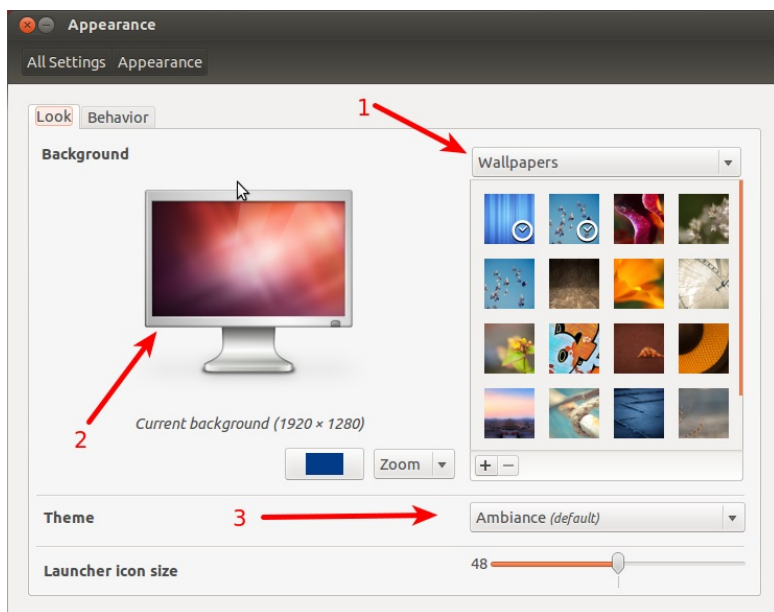 Appearance
All Settings Appearance
1
Look Behavior
Background
Wallpapers
2
Current background (1920 × 1280)
Zoom
+ −
Theme
3
Ambiance (default)
Launcher icon size
48